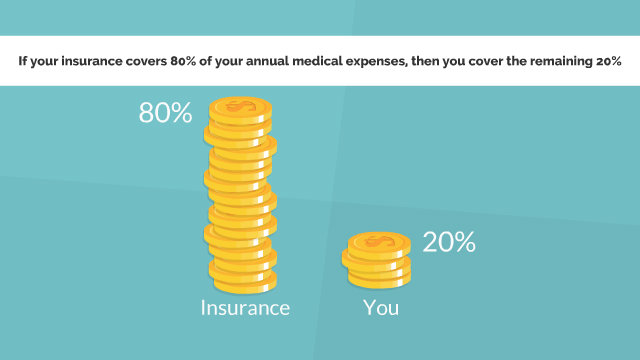 If your insurance covers 80% of your annual medical expenses, then you cover the remaining 20%
80%
20%
Insurance
You